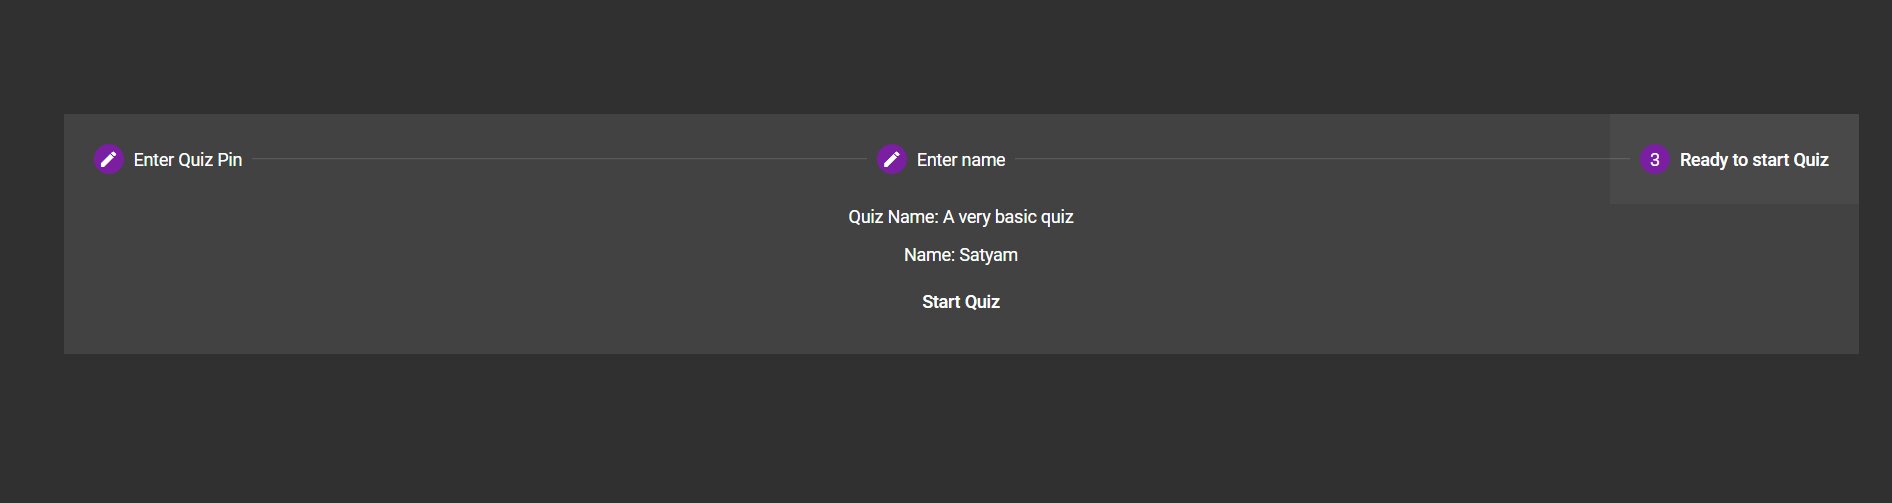 Enter Quiz Pin
Enter name
3 Ready to start Quiz
Quiz Name: A very basic quiz
Name: Satyam
Start Quiz